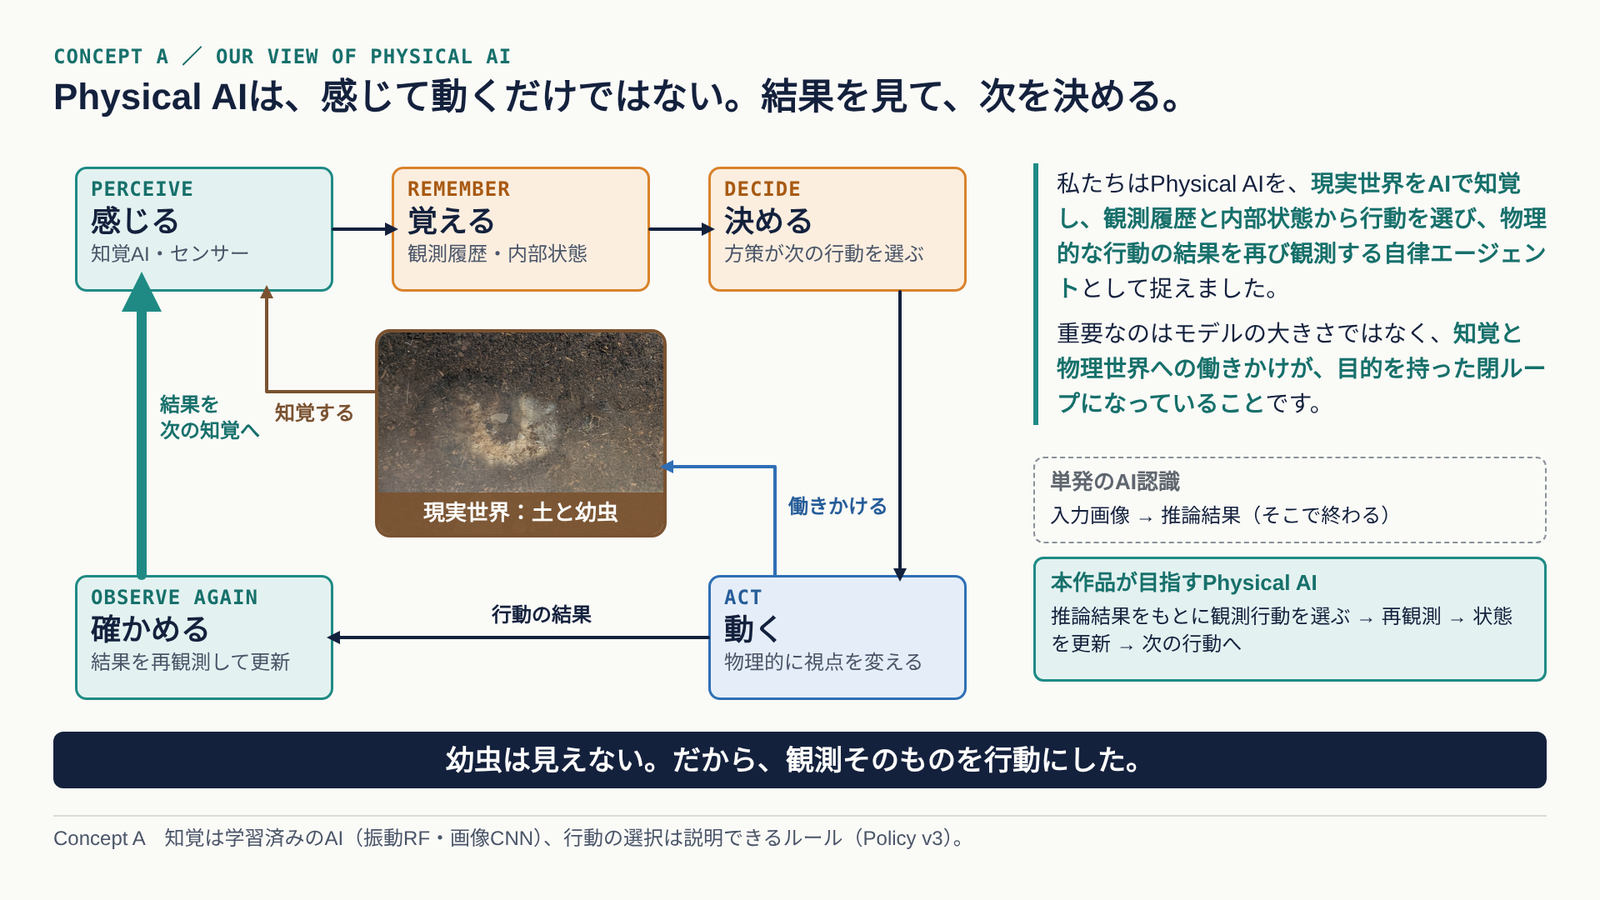 CONCEPT A ／ OUR VIEW OF PHYSICAL AI
Physical AIは、感じて動くだけではない。結果を見て、次を決める。
PERCEIVE
感じる
知覚AI・センサー
REMEMBER
覚える
観測履歴・内部状態
DECIDE
決める
方策が次の行動を選ぶ
結果を
次の知覚へ
知覚する
現実世界：土と幼虫
働きかける
OBSERVE AGAIN
確かめる
結果を再観測して更新
行動の結果
ACT
動く
物理的に視点を変える
私たちはPhysical AIを、現実世界をAIで知覚
し、観測履歴と内部状態から行動を選び、物理
的な行動の結果を再び観測する自律エージェン
トとして捉えました。
重要なのはモデルの大きさではなく、知覚と
物理世界への働きかけが、目的を持った閉ルー
プになっていることです。
単発のAI認識
入力画像 → 推論結果（そこで終わる）
本作品が目指すPhysical AI
推論結果をもとに観測行動を選ぶ → 再観測 → 状態
を更新 → 次の行動へ
幼虫は見えない。だから、観測そのものを行動にした。
Concept A　知覚は学習済みのAI（振動RF・画像CNN）、行動の選択は説明できるルール（Policy v3）。